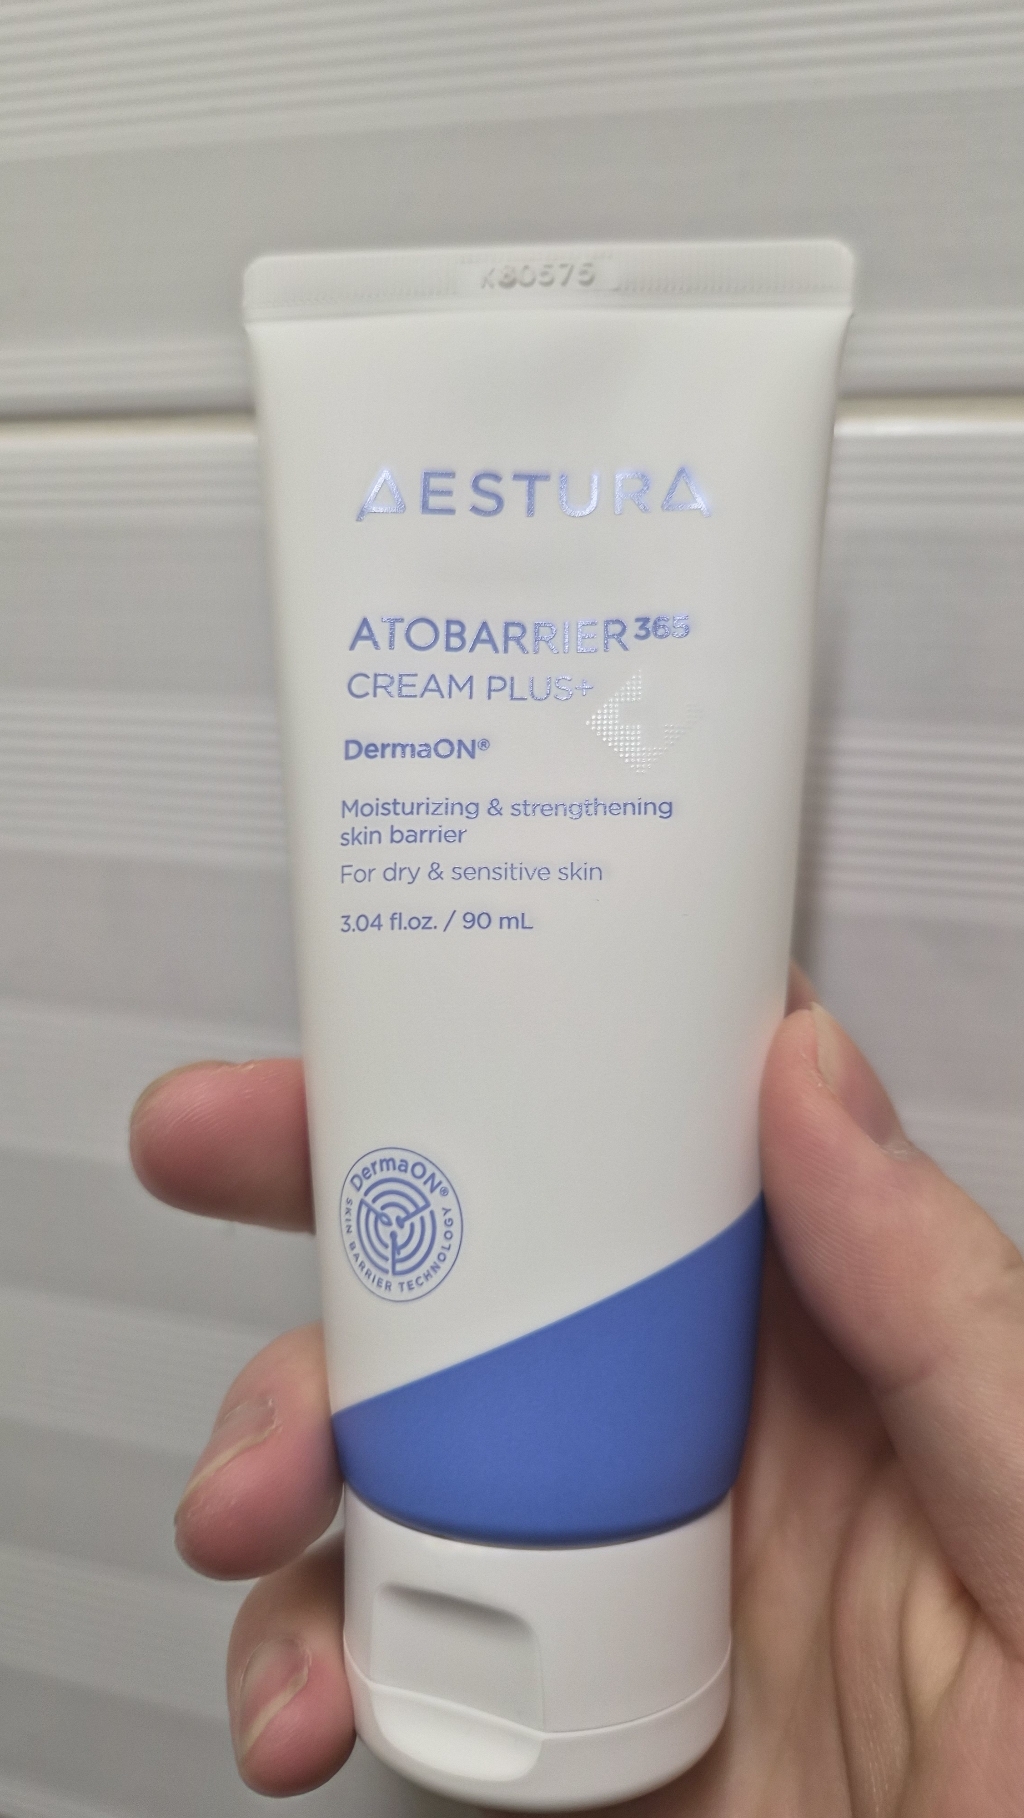 K80575
AESTURA
ATOBARRIER365
CREAM PLUS+
DermaON®
Moisturizing & strengthening
skin barrier
For dry & sensitive skin
3.04 fl.oz. / 90 mL
DermaON®
SKIN BARRIER TECHNOLOGY